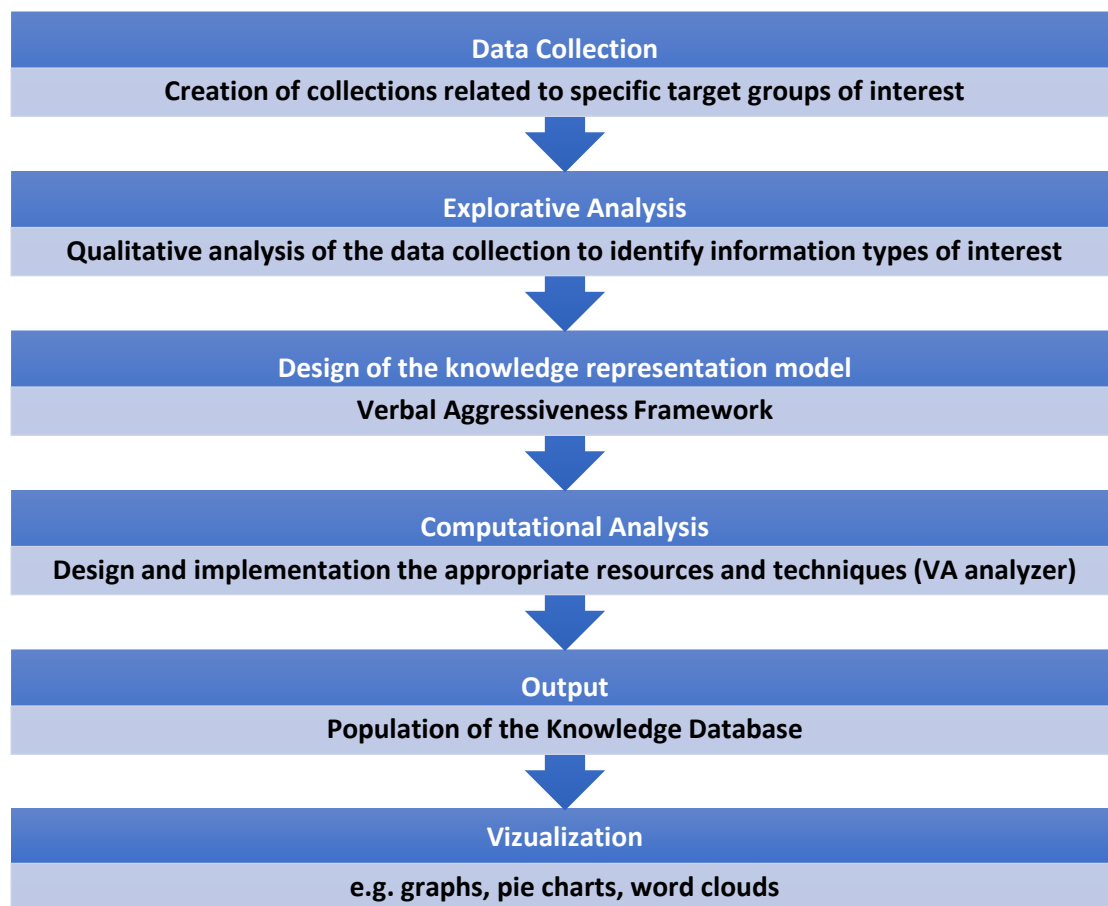 Data Collection
Creation of collections related to specific target groups of interest
Explorative Analysis
Qualitative analysis of the data collection to identify information types of interest
Design of the knowledge representation model
Verbal Aggressiveness Framework
Computational Analysis
Design and implementation the appropriate resources and techniques (VA analyzer)
Output
Population of the Knowledge Database
Vizualization
e.g. graphs, pie charts, word clouds